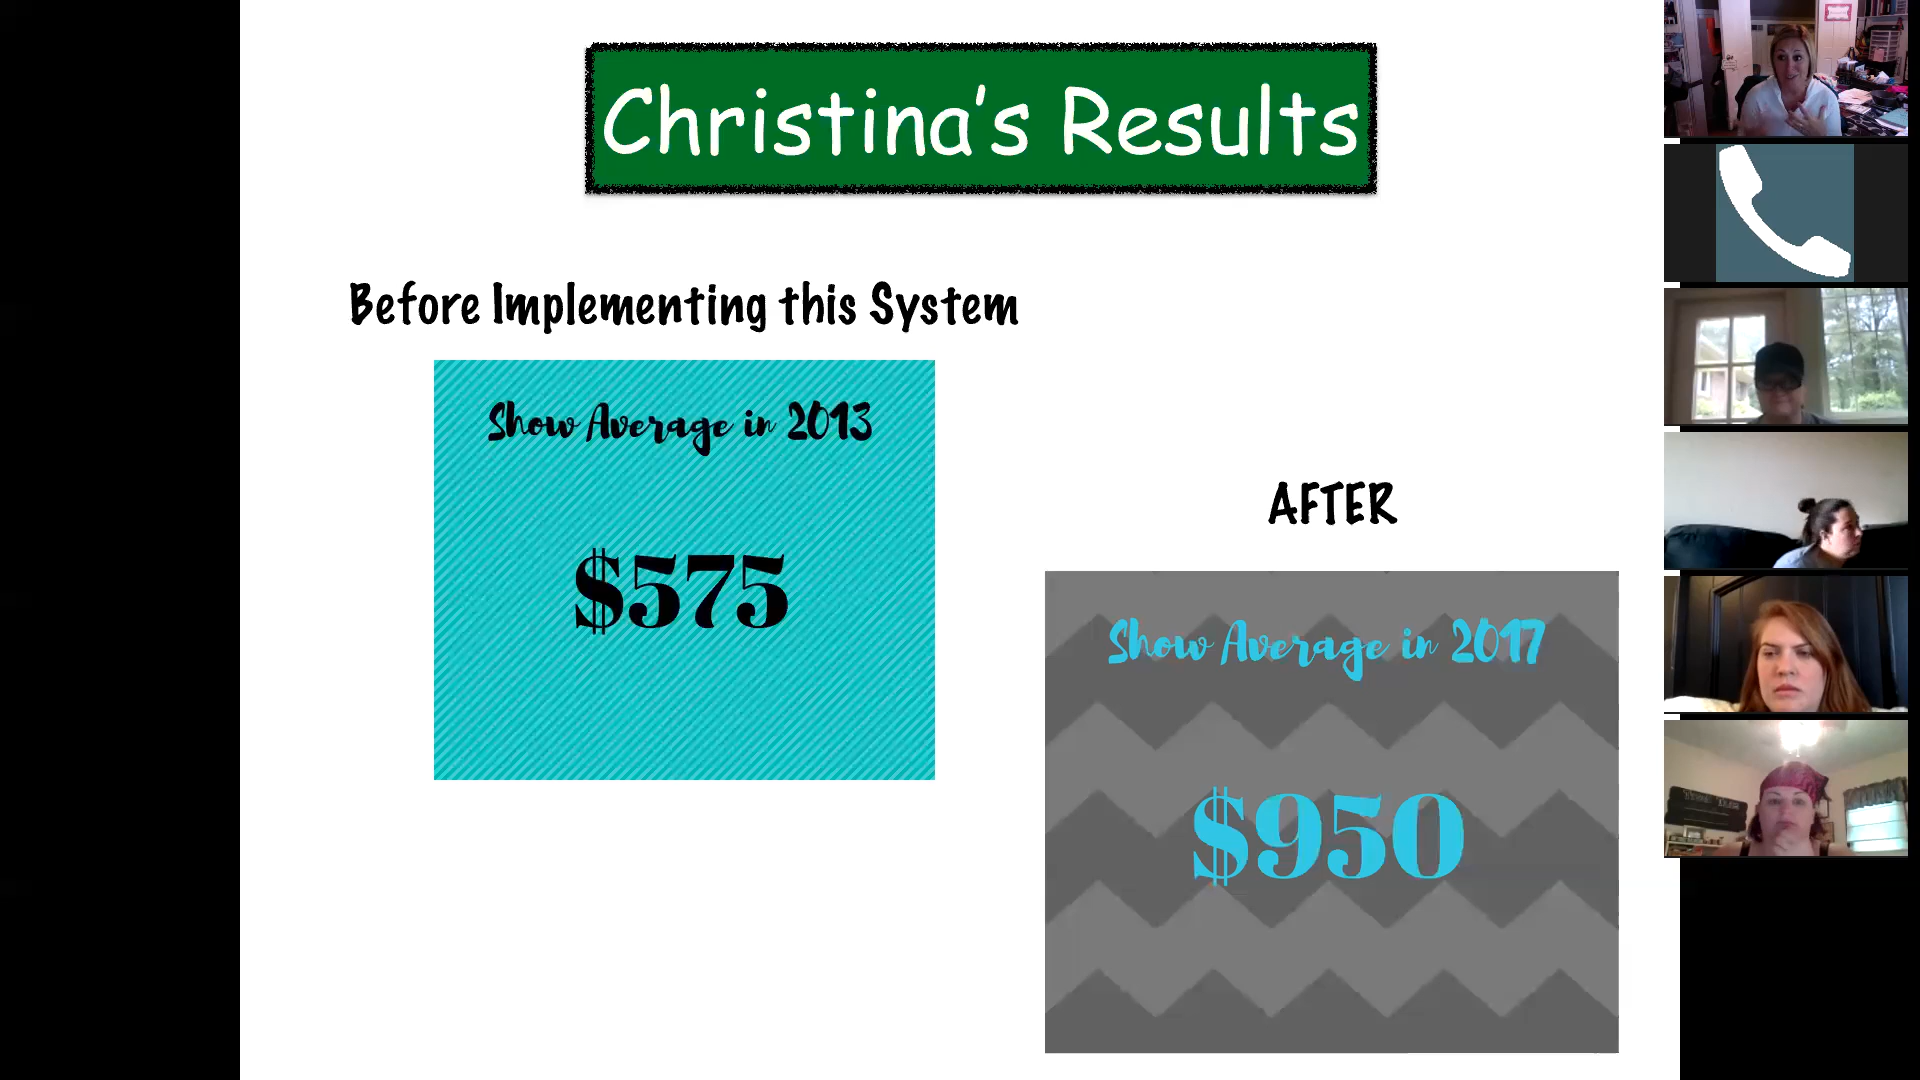 Christina's Results
Before Implementing this System
Show Average in 2013
$575
AFTER
Show Average in 2017
$950